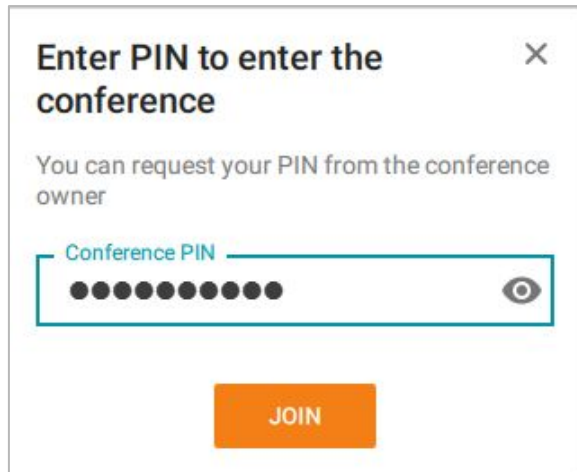 Enter PIN to enter the
conference
You can request your PIN from the conference
owner
Conference PIN
●●●●●●●●●●
JOIN